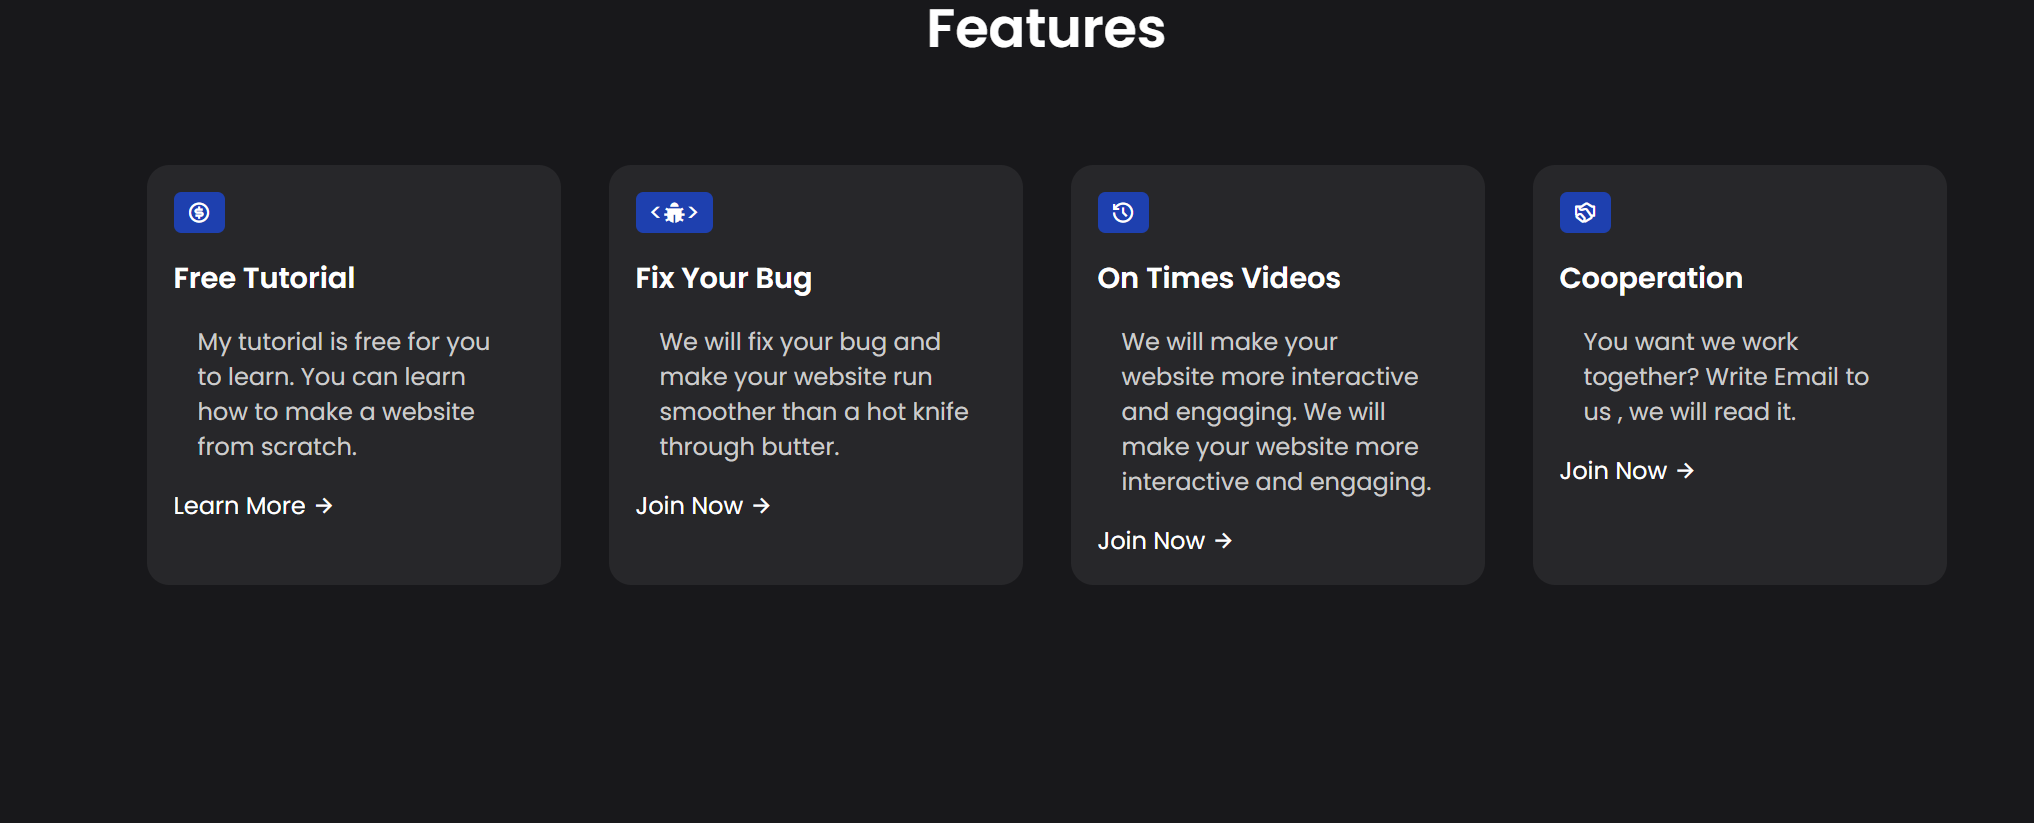 Features
Free Tutorial
My tutorial is free for you
to learn. You can learn
how to make a website
from scratch.
Learn More →
Fix Your Bug
We will fix your bug and
make your website run
smoother than a hot knife
through butter.
Join Now →
On Times Videos
We will make your
website more interactive
and engaging. We will
make your website more
interactive and engaging.
Join Now →
Cooperation
You want we work
together? Write Email to
us , we will read it.
Join Now →